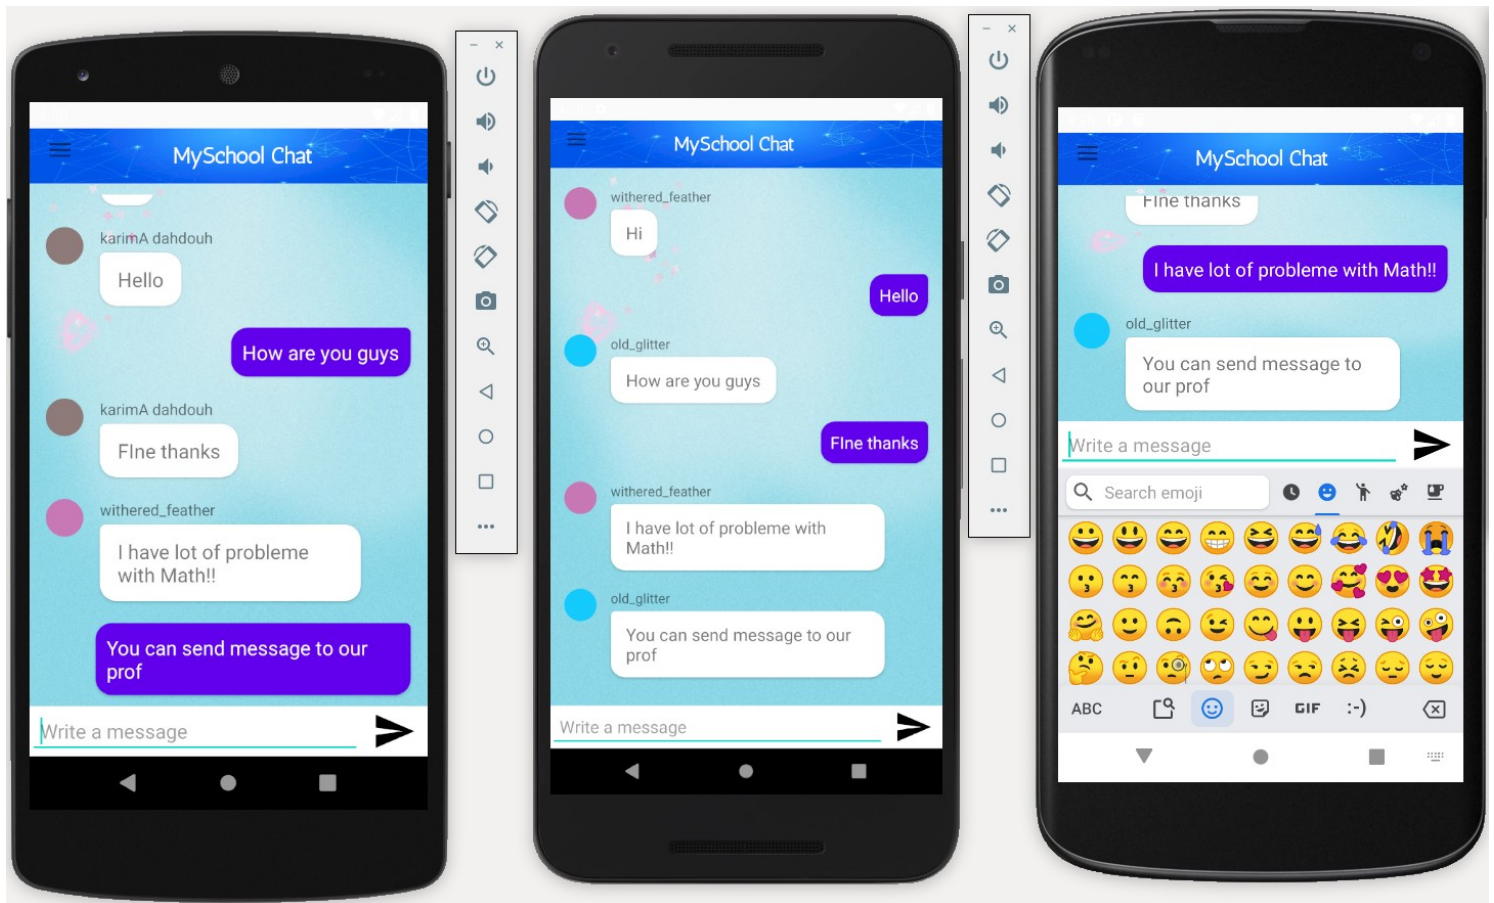 MySchool Chat
karimA dahdouh
Hello
How are you guys
karimA dahdouh
FIne thanks
withered_feather
I have lot of probleme
with Math!!
You can send message to our
prof
Write a message
MySchool Chat
withered_feather
Hi
Hello
old_glitter
How are you guys
FIne thanks
withered_feather
I have lot of probleme with
Math!!
old_glitter
You can send message to our
prof
Write a message
MySchool Chat
FIne thanks
I have lot of probleme with Math!!
old_glitter
You can send message to
our prof
Write a message
Search emoji
ABC
GIF
:-)